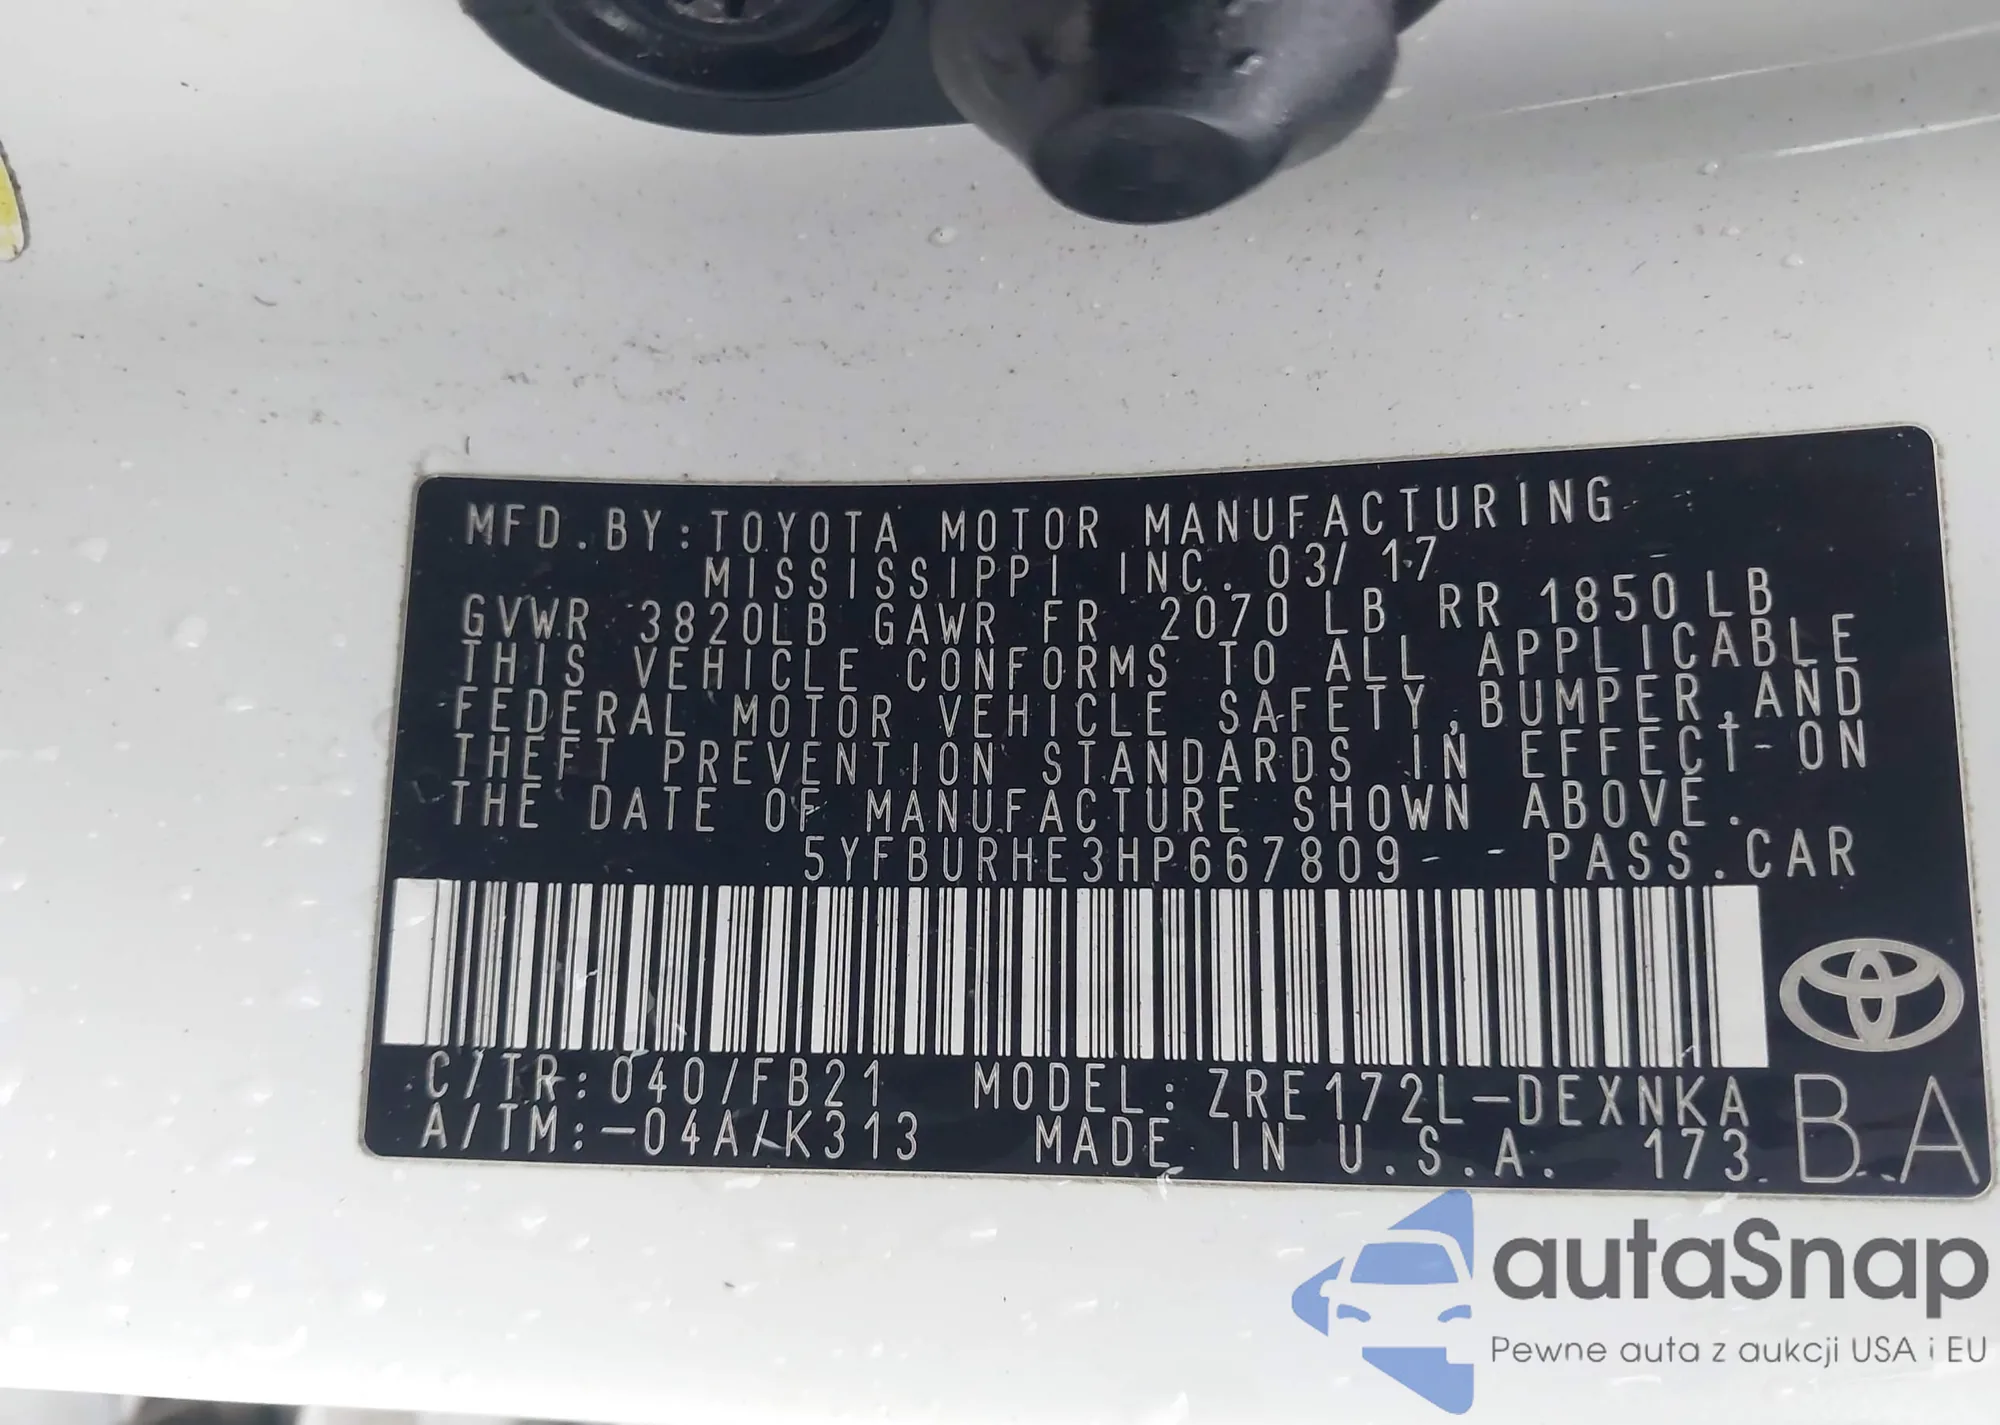 MFD.BY:TOYOTA MOTOR MANUFACTURING
MISSISSIPPI INC. 03/17
GVWR 3820LB GAWR FR 2070 LB RR 1850LB
THIS VEHICLE CONFORMS TO ALL APPLICABLE
FEDERAL MOTOR VEHICLE SAFETY,BUMPER,AND
THEFT PREVENTION STANDARDS IN EFFECT ON
THE DATE OF MANUFACTURE SHOWN ABOVE.
5YFBURHE3HP667809 PASS.CAR
C/TR:040/FB21 MODEL:ZRE172L-DEXNKA
A/TM:-04A/K313 MADE IN U.S.A. 173 BA
autaSnap
Pewne auta z aukcji USA i EU